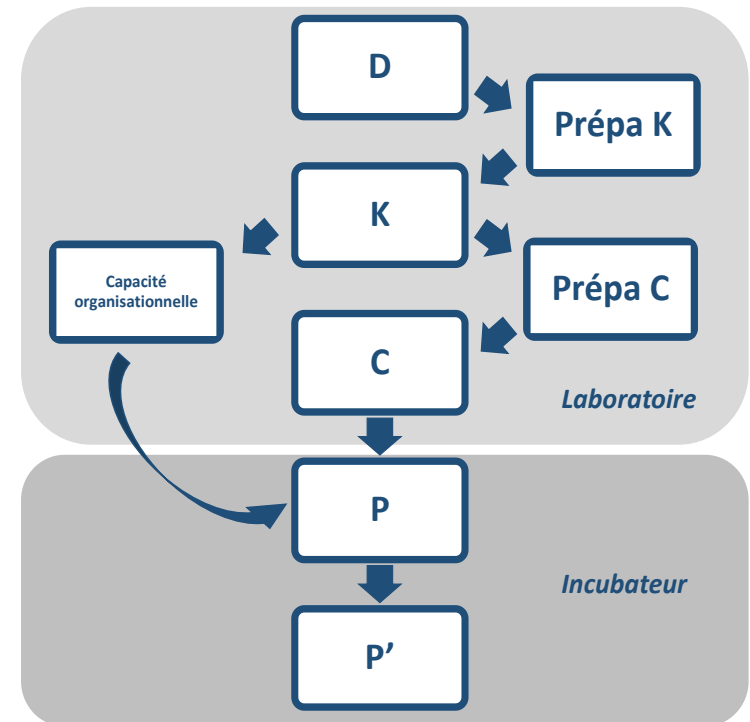 D
Prépa K
K
Capacité
organisationnelle
Prépa C
C
Laboratoire
P
Incubateur
P’